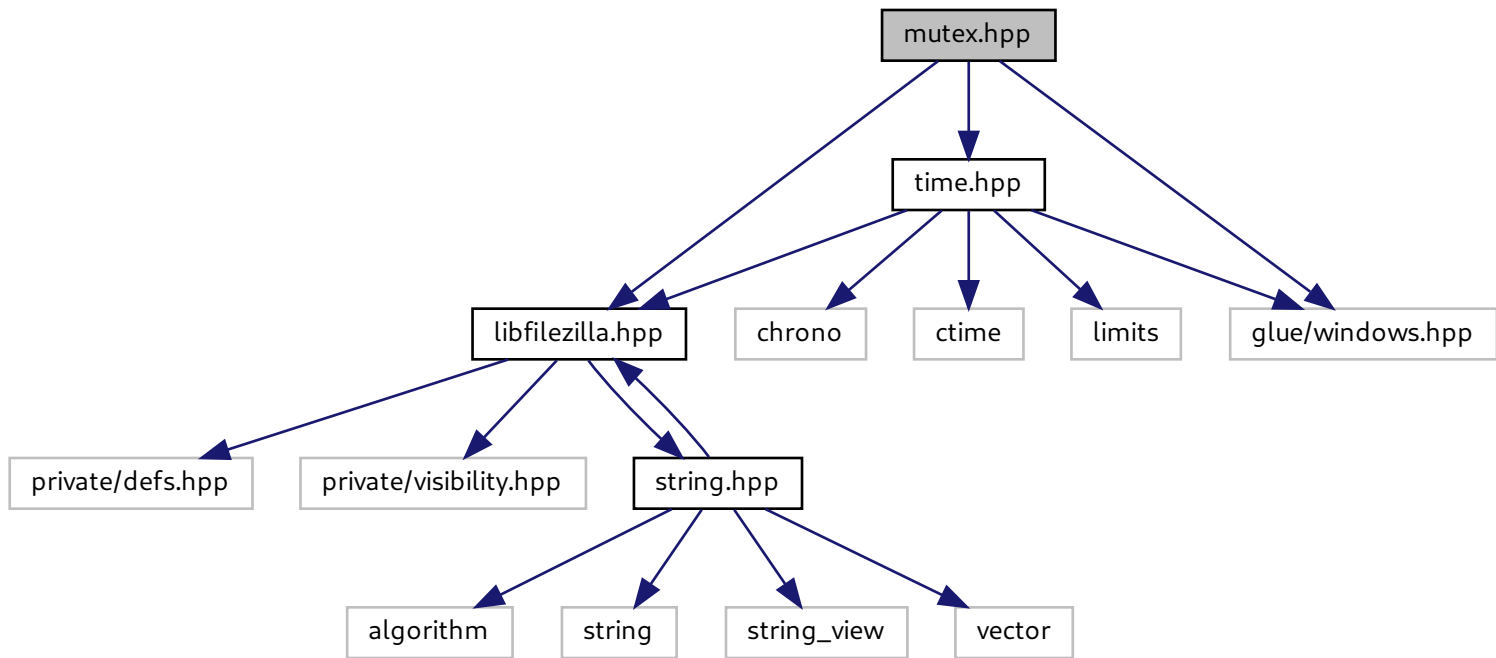 mutex.hpp
time.hpp
libfilezilla.hpp
chrono
ctime
limits
glue/windows.hpp
private/defs.hpp
private/visibility.hpp
string.hpp
algorithm
string
string_view
vector